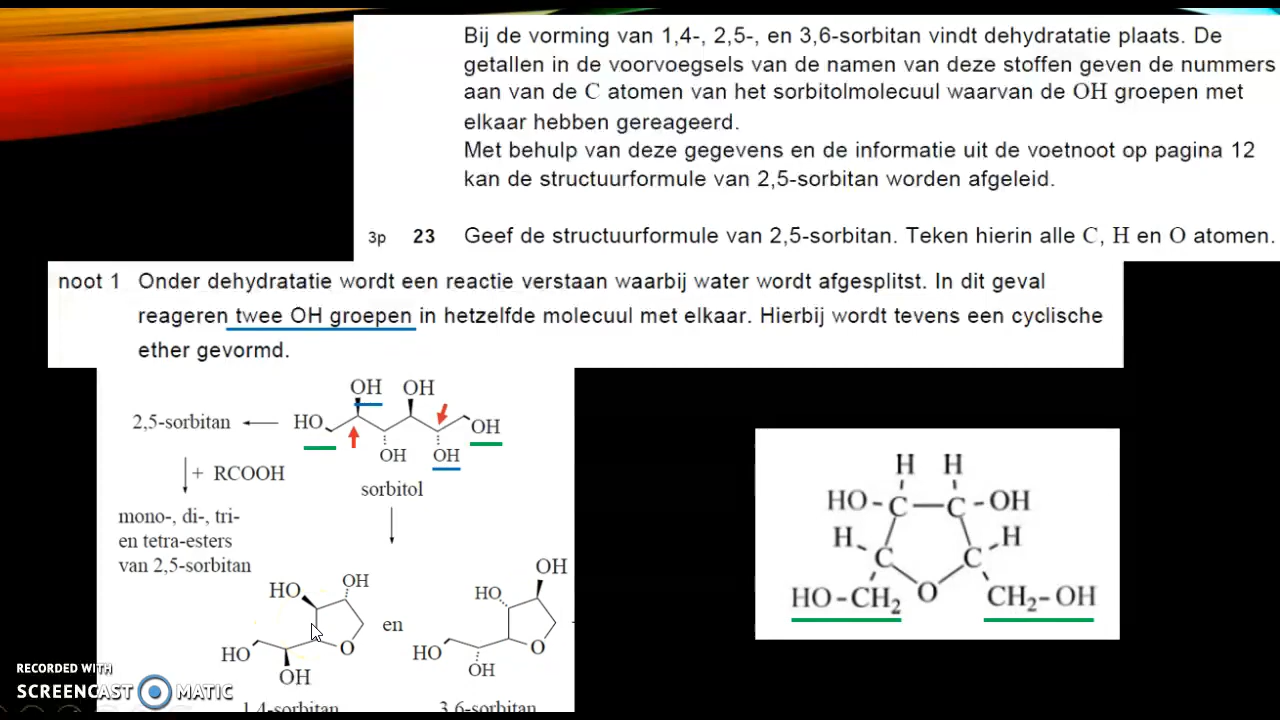 Bij de vorming van 1,4-, 2,5-, en 3,6-sorbitan vindt dehydratatie plaats. De
getallen in de voorvoegsels van de namen van deze stoffen geven de nummers
aan van de C atomen van het sorbitolmolecuul waarvan de OH groepen met
elkaar hebben gereageerd.
Met behulp van deze gegevens en de informatie uit de voetnoot op pagina 12
kan de structuurformule van 2,5-sorbitan worden afgeleid.
3p 23 Geef de structuurformule van 2,5-sorbitan. Teken hierin alle C, H en O atomen.
noot 1 Onder dehydratatie wordt een reactie verstaan waarbij water wordt afgesplitst. In dit geval
reageren twee OH groepen in hetzelfde molecuul met elkaar. Hierbij wordt tevens een cyclische
ether gevormd.
OH OH
2,5-sorbitan HO OH
OH OH
+ RCOOH
sorbitol
mono-, di-, tri-
en tetra-esters
van 2,5-sorbitan
HO OH
O
HO
OH
en
OH
HO
O
HO
OH
1,4-sorbitan 3,6-sorbitan
H H
HO-C—C-OH
H C C H
HO-CH2 O CH2-OH
RECORDED WITH
SCREENCAST MATIC